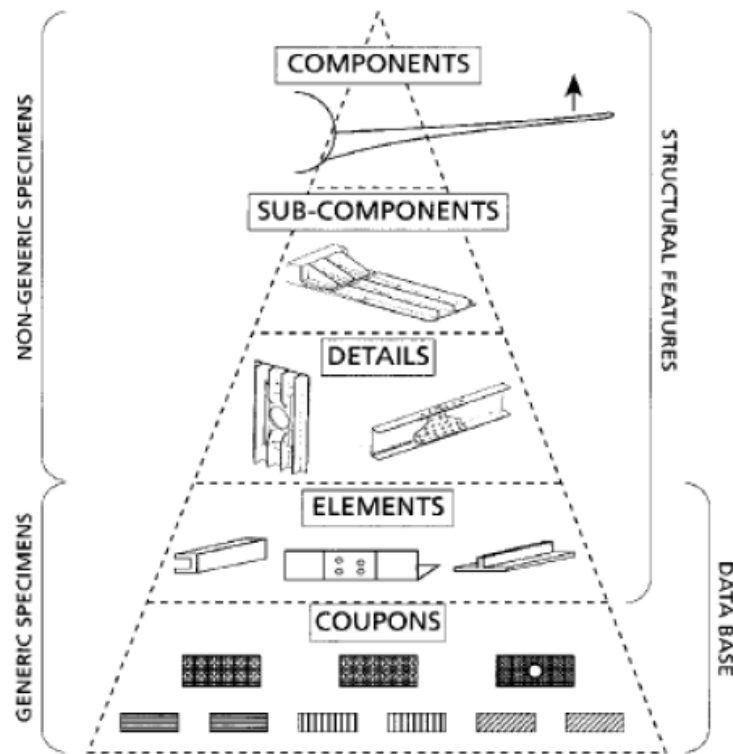 COMPONENTS
NON-GENERIC SPECIMENS
STRUCTURAL FEATURES
SUB-COMPONENTS
DETAILS
ELEMENTS
GENERIC SPECIMENS
DATA BASE
COUPONS